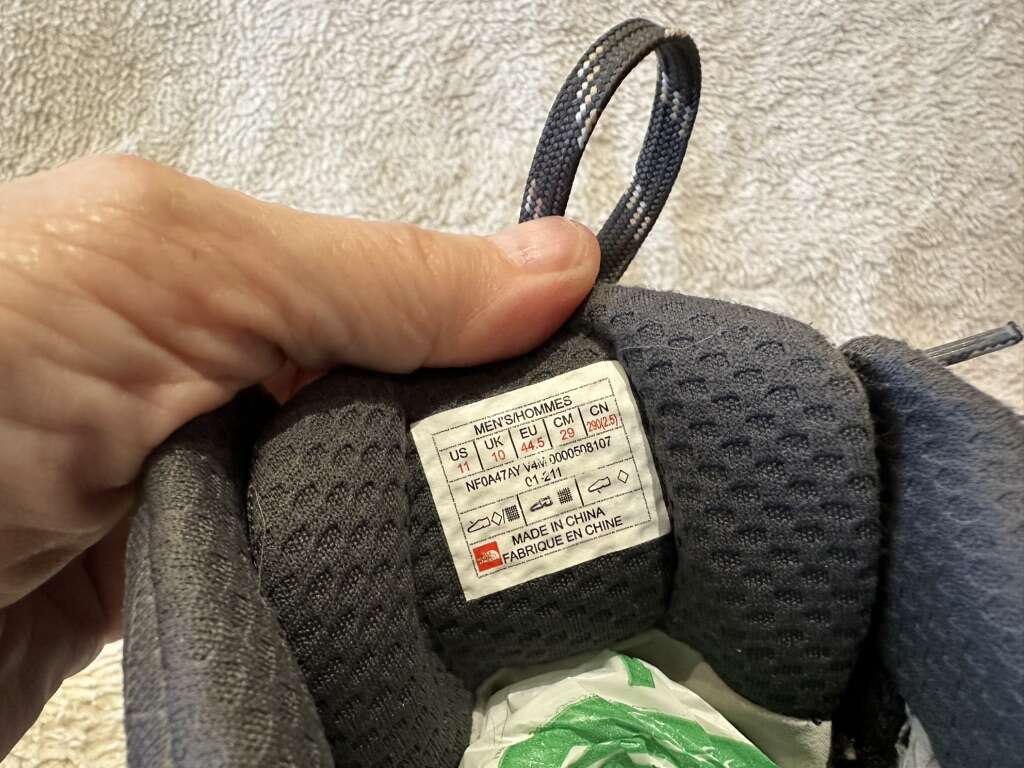 MEN'S/HOMMES
US UK EU CM CN
11 10 44.5 29 290(2.5)
NF0A47AY V4M 0000508107
01-211
MADE IN CHINA
FABRIQUE EN CHINE